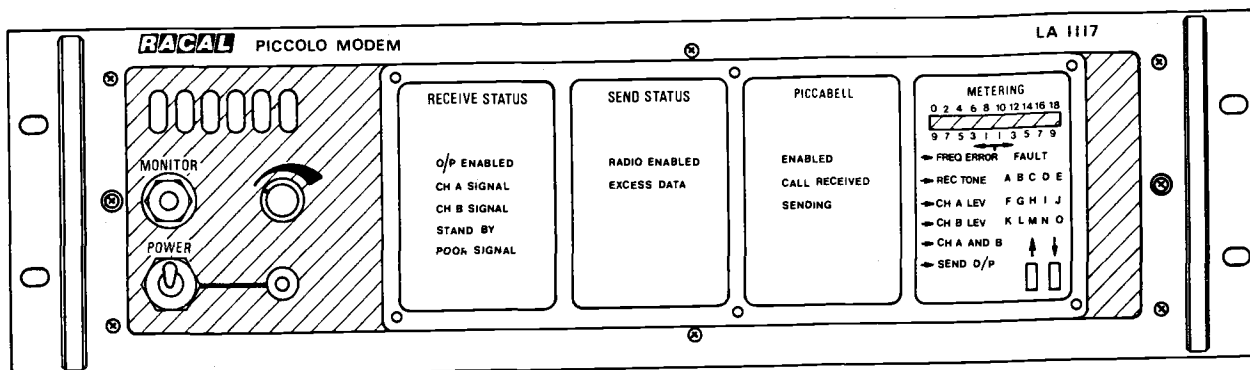 RACAL PICCOLO MODEM
LA 1117
MONITOR
POWER
RECEIVE STATUS
O/P ENABLED
CH A SIGNAL
CH B SIGNAL
STAND BY
POOR SIGNAL
SEND STATUS
RADIO ENABLED
EXCESS DATA
PICCABELL
ENABLED
CALL RECEIVED
SENDING
METERING
0 2 4 6 8 10 12 14 16 18
9 7 5 3 1 1 3 5 7 9
FREQ ERROR FAULT
REC TONE A B C D E
CH A LEV F G H I J
CH B LEV K L M N O
CH A AND B
SEND O/P